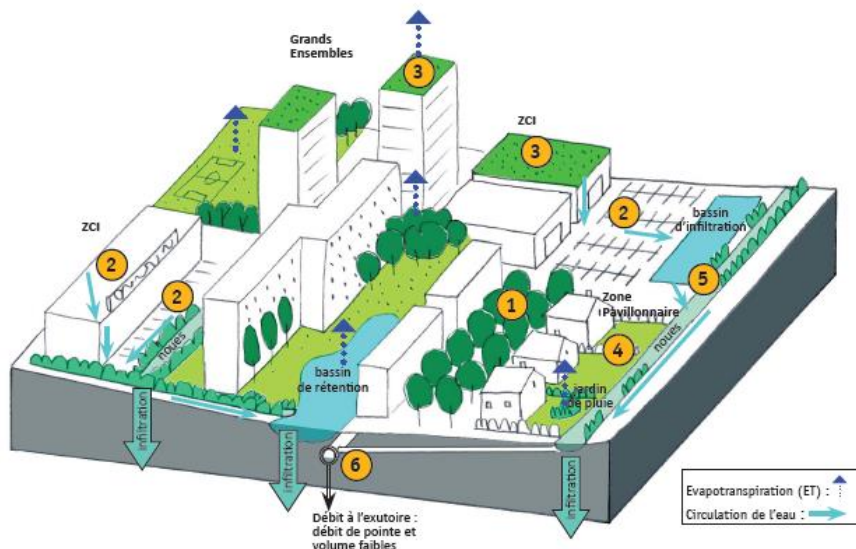 Grands
Ensembles
3
ZCI
3
ZCI
2
bassin
d'infiltration
2
2
5
1
Zone
Pavillonnaire
noues
noues
4
bassin
de rétention
jardin
de pluie
infiltration
infiltration
infiltration
6
Débit à l'exutoire :
débit de pointe et
volume faibles
Evapotranspiration (ET) :
Circulation de l'eau :